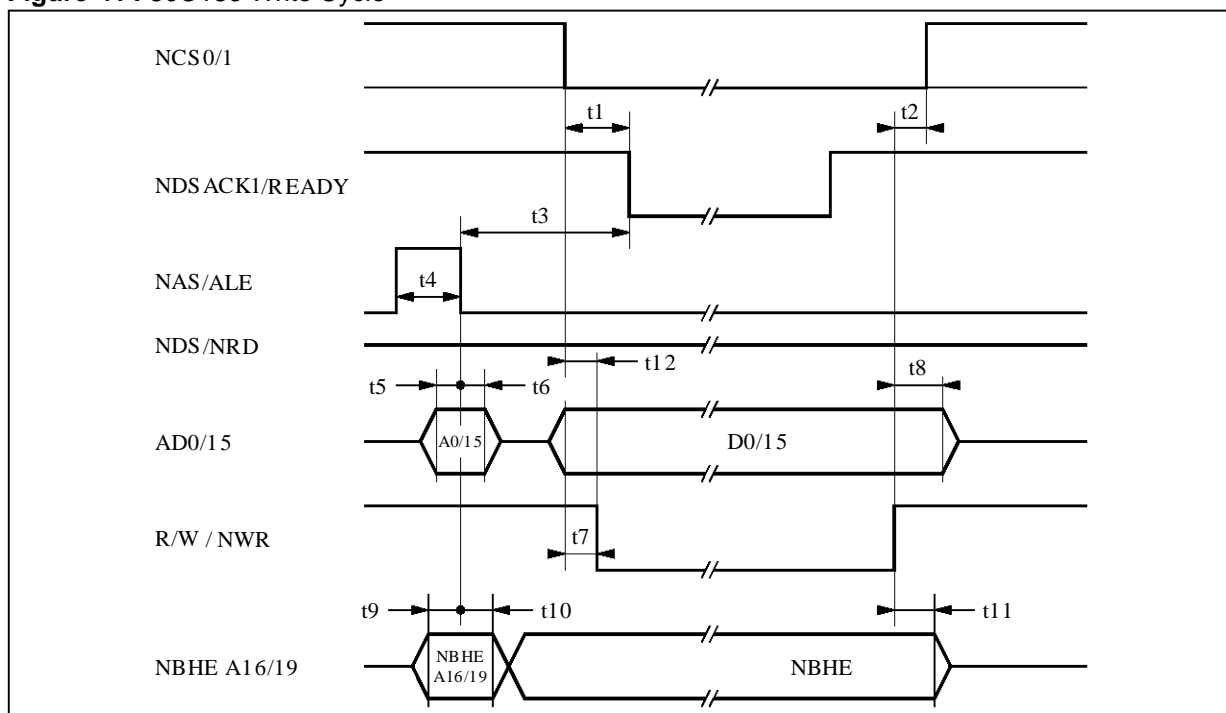 NCS0/1
t1
t2
NDSACK1/READY
t3
NAS/ALE
t4
NDS/NRD
t12
t5
t6
t8
AD0/15
A0/15
D0/15
R/W / NWR
t7
t9
t10
t11
NBHE A16/19
NBHE
A16/19
NBHE